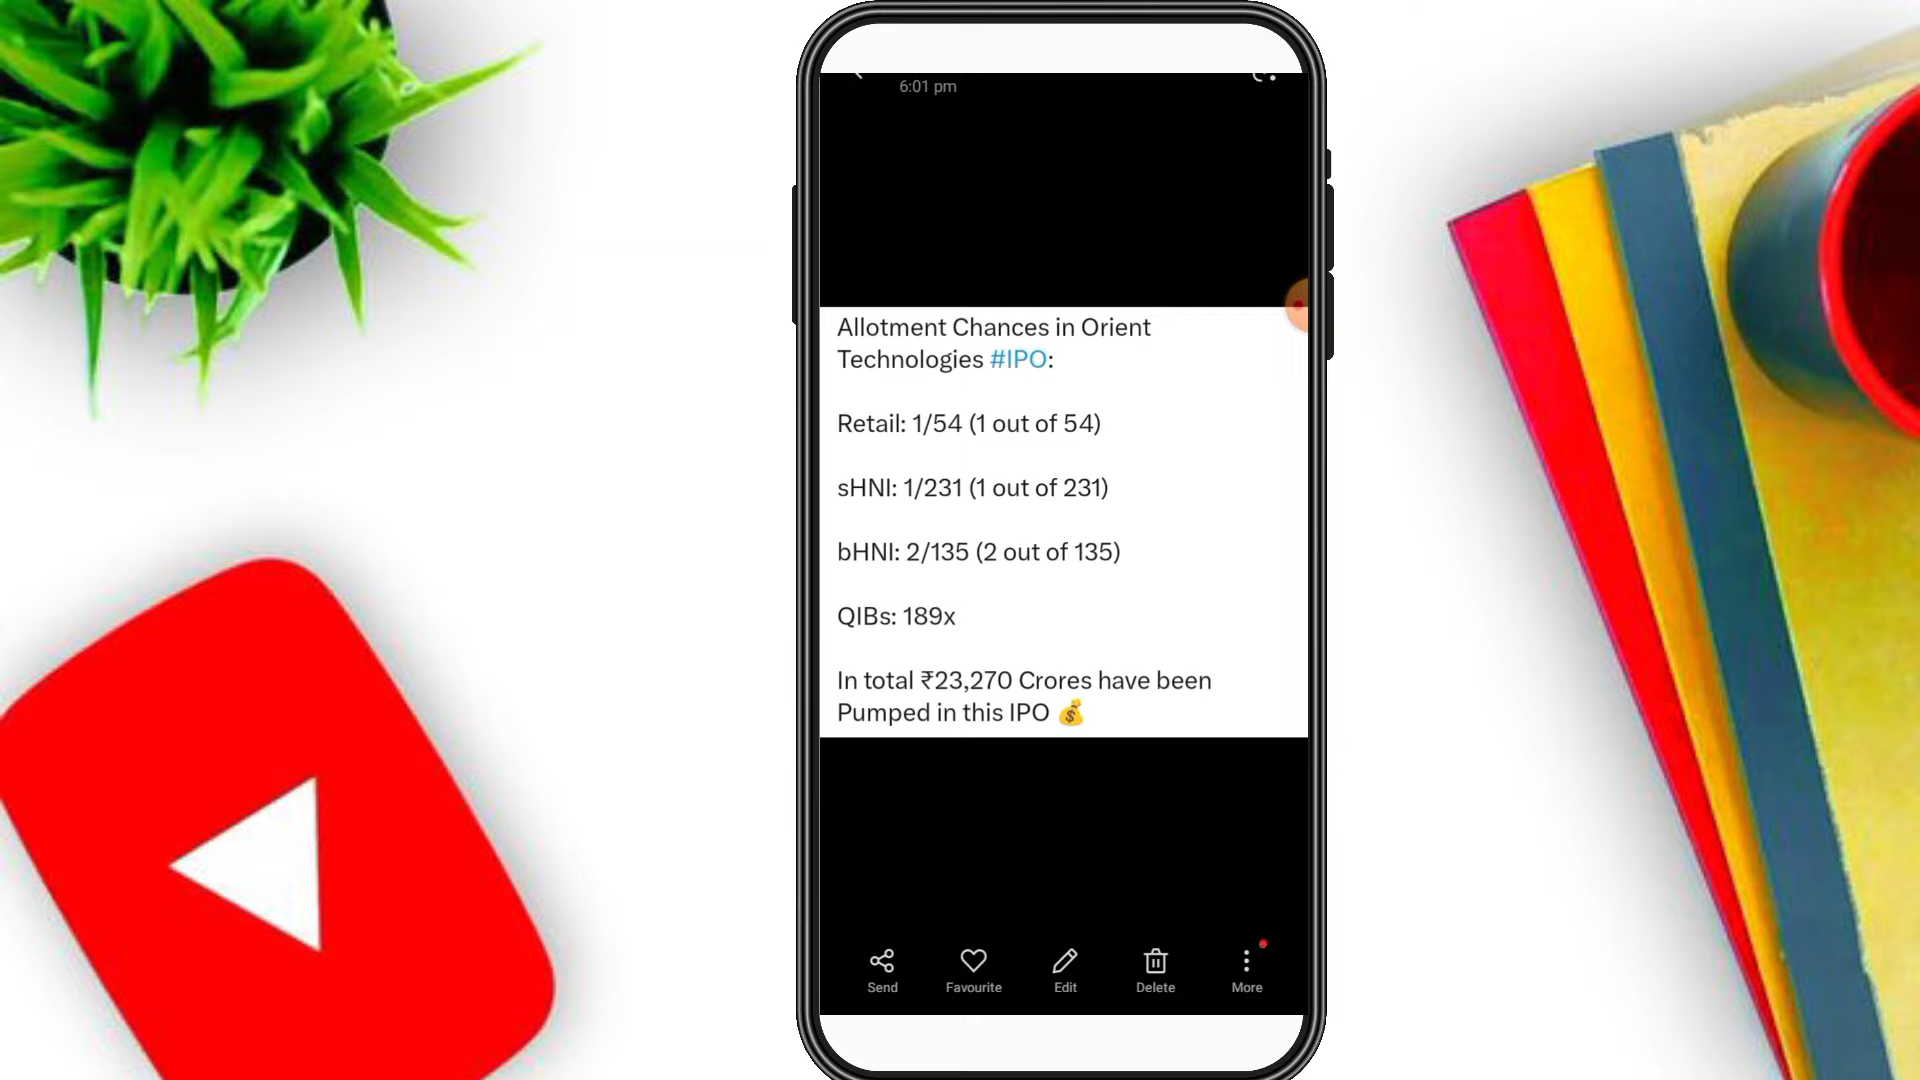 6:01 pm
Allotment Chances in Orient
Technologies #IPO:
Retail: 1/54 (1 out of 54)
sHNI: 1/231 (1 out of 231)
bHNI: 2/135 (2 out of 135)
QIBs: 189x
In total ₹23,270 Crores have been
Pumped in this IPO 💰
Send Favourite Edit Delete More